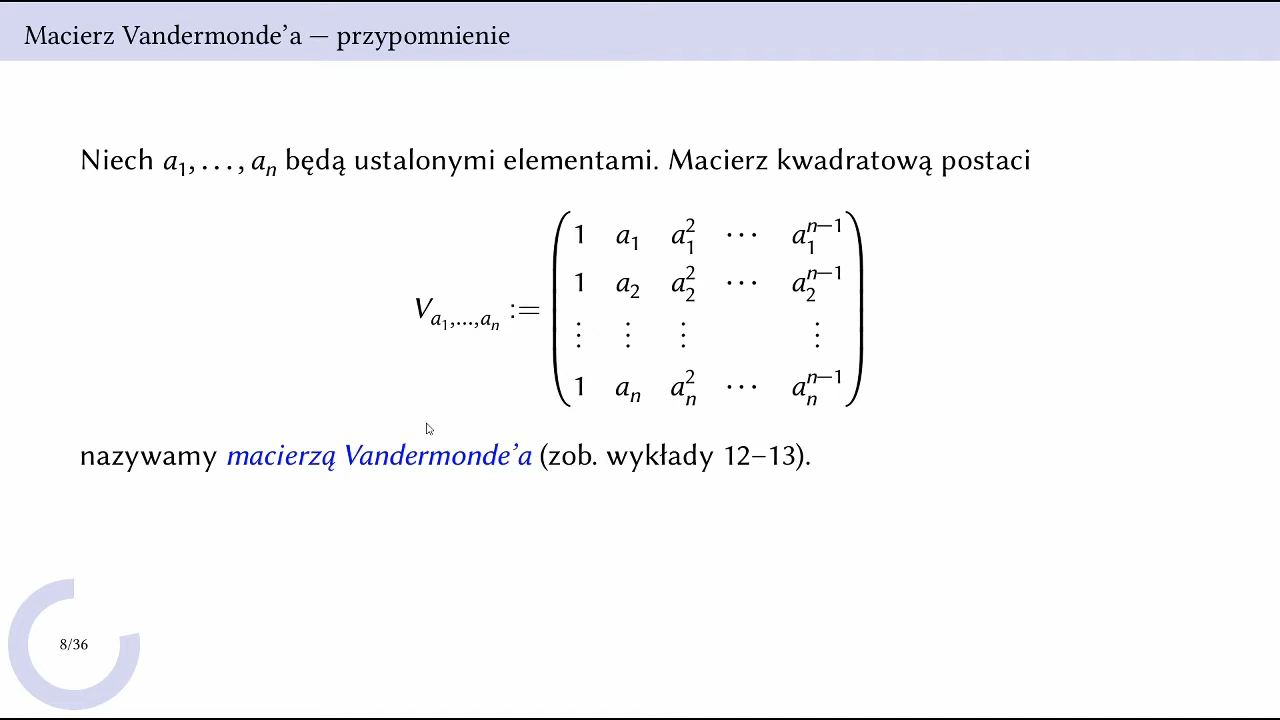 Macierz Vandermonde’a — przypomnienie
Niech a₁, . . . , aₙ będą ustalonymi elementami. Macierz kwadratową postaci
V_{a₁,...,aₙ} := 
1 a₁ a₁² ⋯ a₁ⁿ⁻¹
1 a₂ a₂² ⋯ a₂ⁿ⁻¹
⋮ ⋮ ⋮ ⋮
1 aₙ aₙ² ⋯ aₙⁿ⁻¹
nazywamy macierzą Vandermonde’a (zob. wykłady 12–13).
8/36